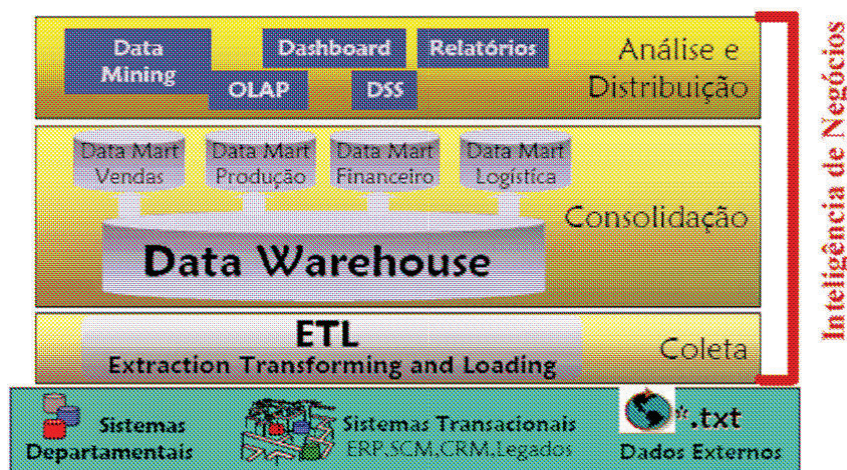 Data
Mining
Dashboard
Relatórios
OLAP
DSS
Análise e
Distribuição
Data Mart
Vendas
Data Mart
Produção
Data Mart
Financeiro
Data Mart
Logística
Consolidação
Data Warehouse
ETL
Extraction Transforming and Loading
Coleta
Inteligência de Negócios
Sistemas
Departamentais
Sistemas Transacionais
ERP,SCM,CRM,Legados
*.txt
Dados Externos